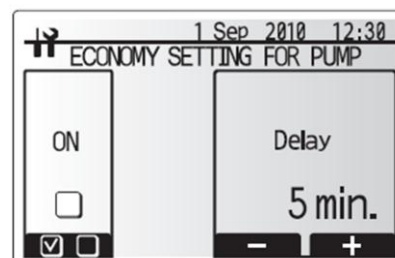 1 Sep 2010 12:30
ECONOMY SETTING FOR PUMP
ON
Delay
5 min.
− +